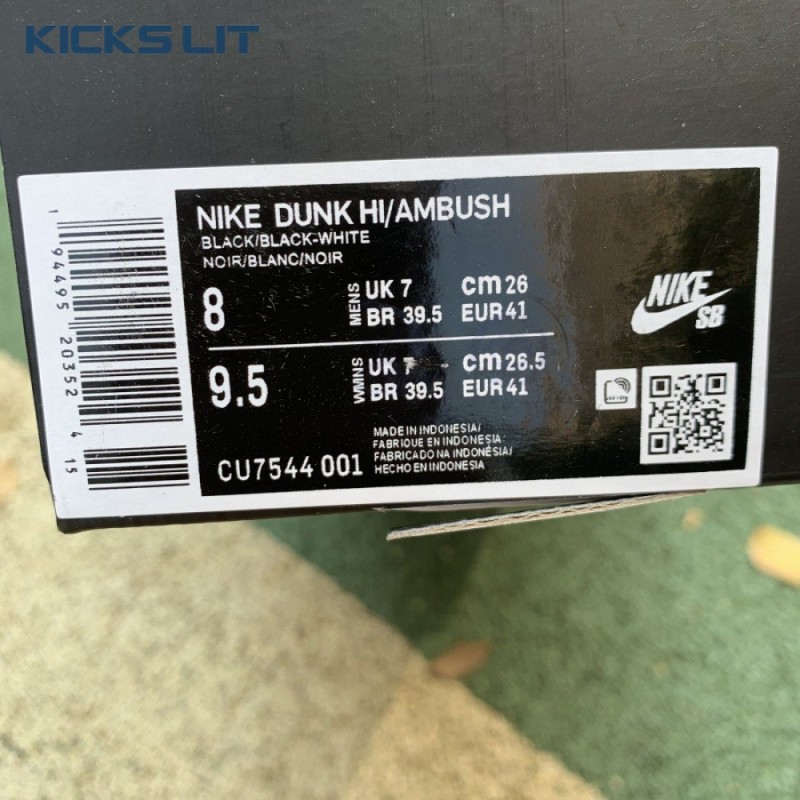 KICKS LIT
NIKE DUNK HI/AMBUSH
BLACK/BLACK-WHITE
NOIR/BLANC/NOIR
8 MENS UK 7 cm 26
BR 39.5 EUR 41
9.5 WMNS UK 7 cm 26.5
BR 39.5 EUR 41
NIKE
SB
CU7544 001
MADE IN INDONESIA/
FABRIQUE EN INDONESIA:
FABRICADO NA INDONÉSIA/
HECHO EN INDONESIA
1 94495 20352 4 15